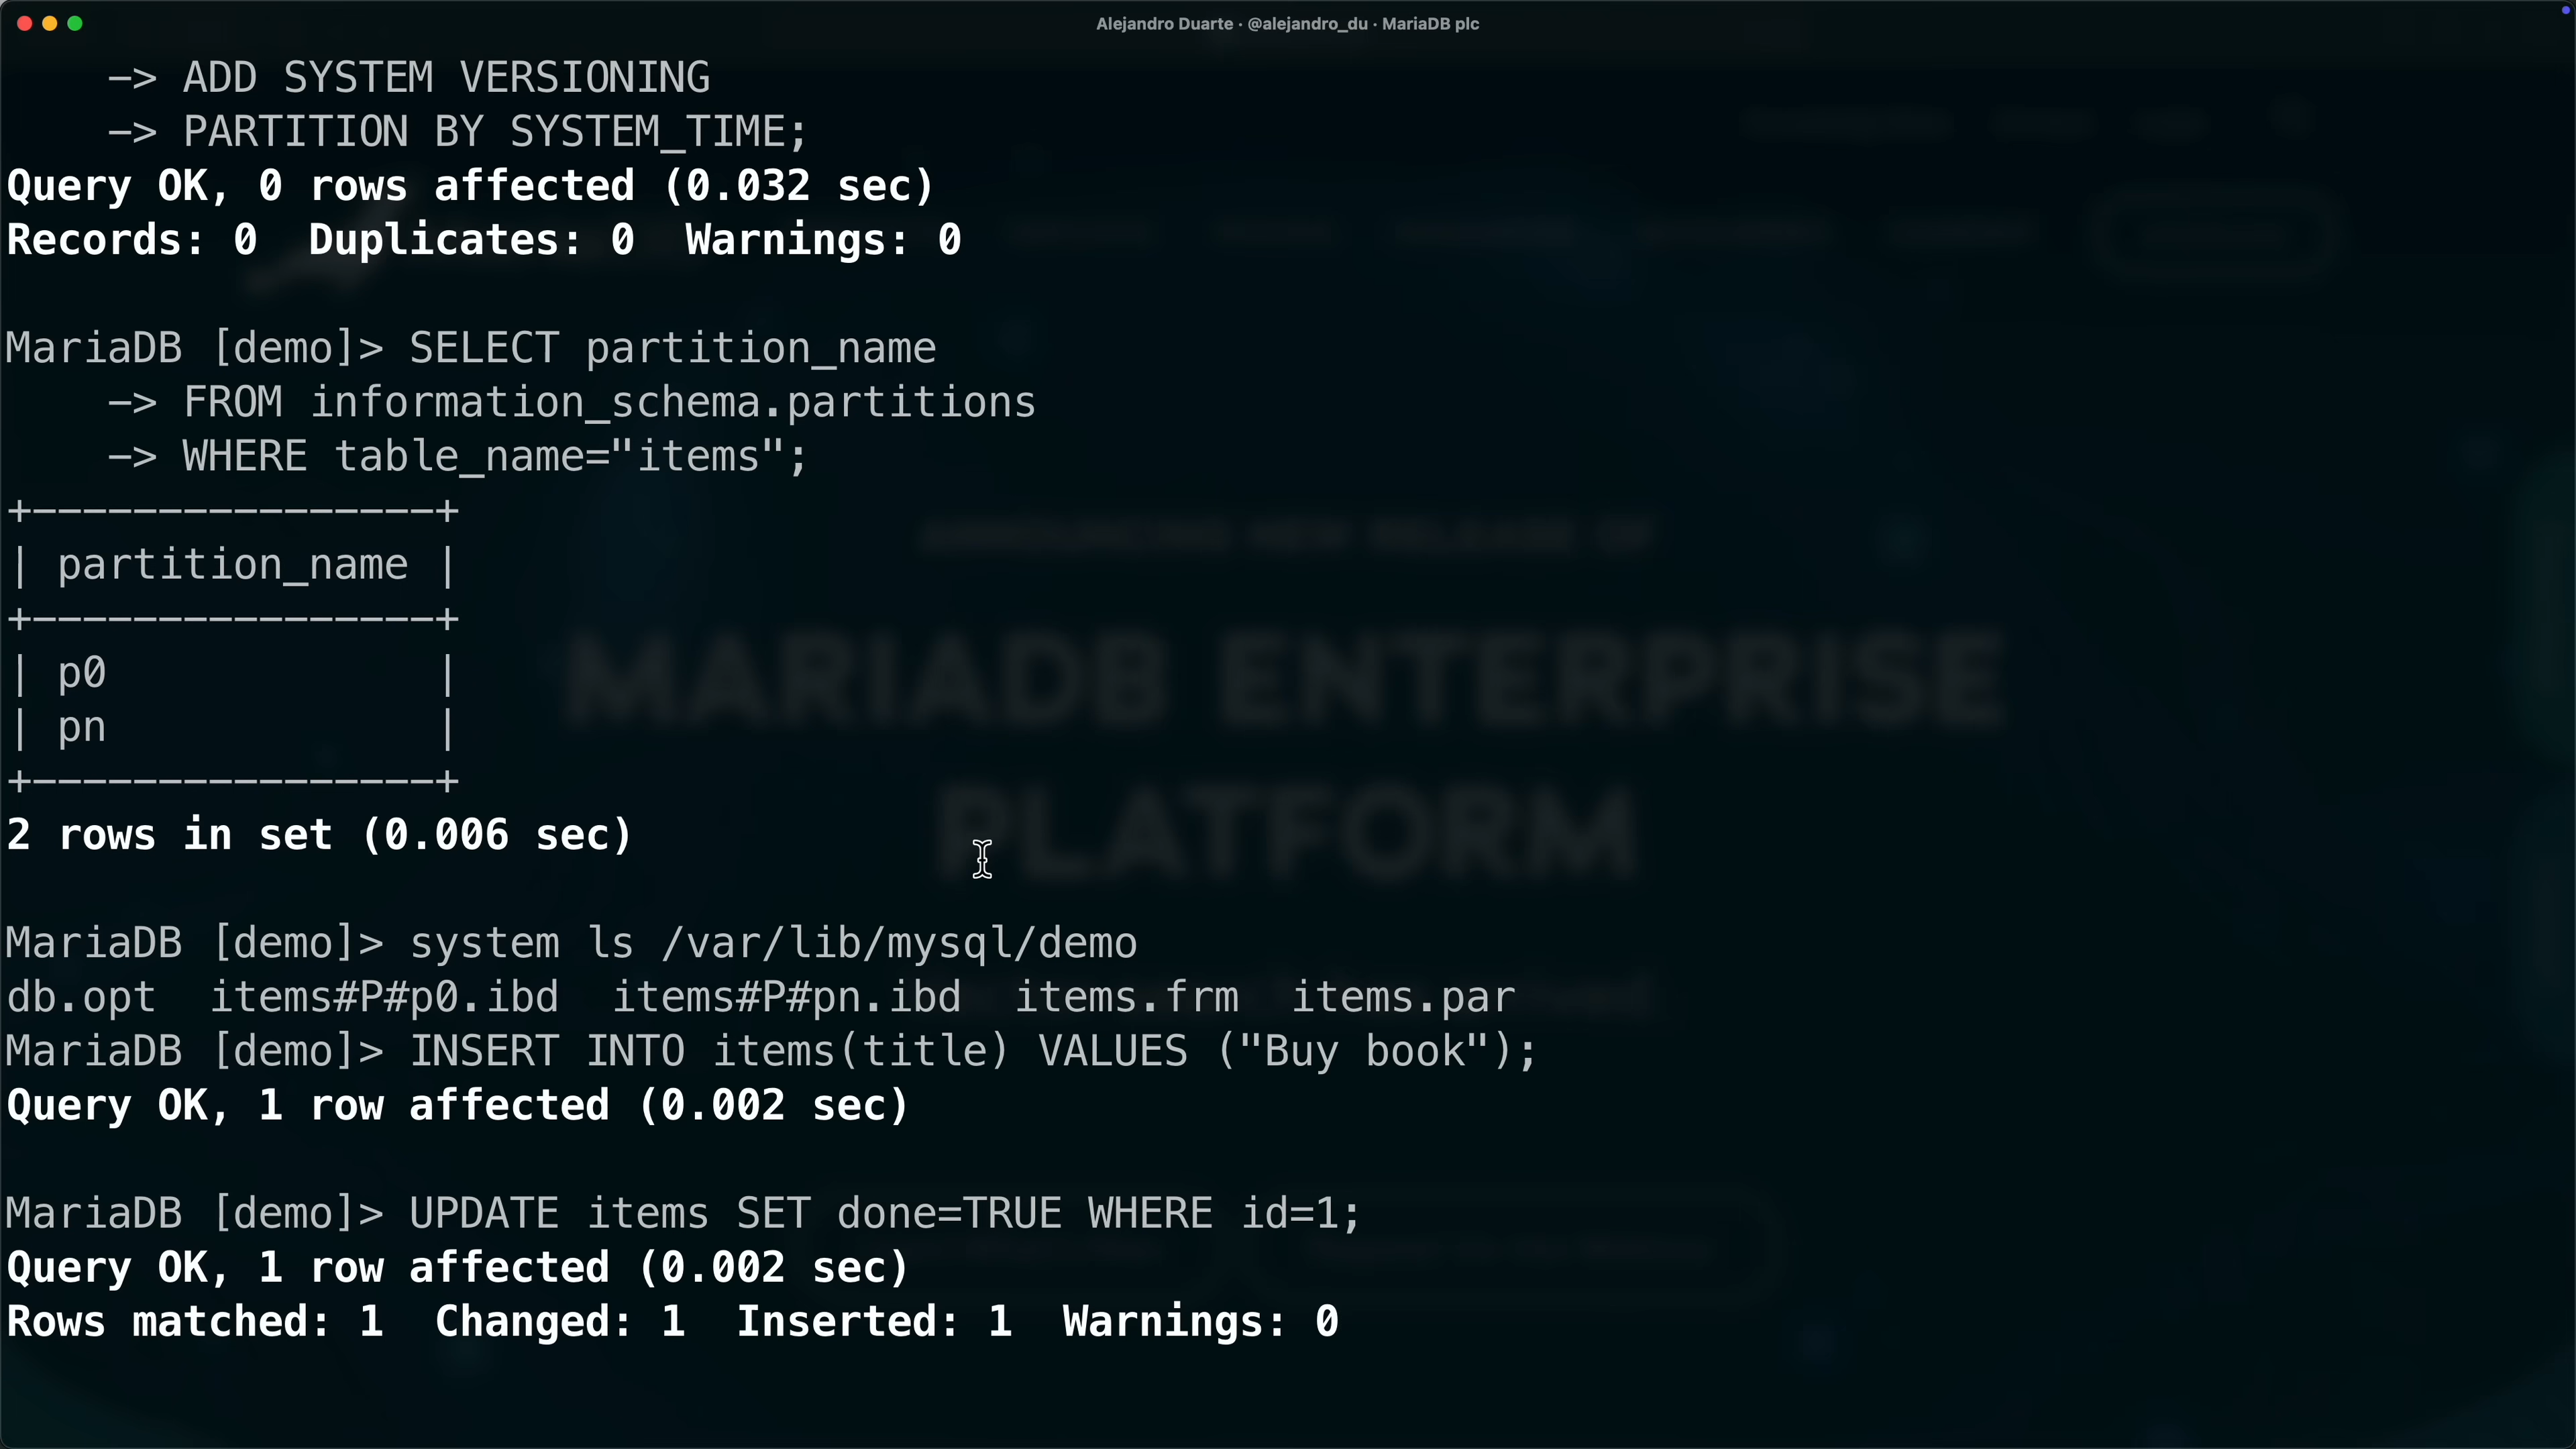 Alejandro Duarte · @alejandro_du · MariaDB plc
    -> ADD SYSTEM VERSIONING
    -> PARTITION BY SYSTEM_TIME;
Query OK, 0 rows affected (0.032 sec)
Records: 0  Duplicates: 0  Warnings: 0
MariaDB [demo]> SELECT partition_name
    -> FROM information_schema.partitions
    -> WHERE table_name="items";
+----------------+
| partition_name |
+----------------+
| p0             |
| pn             |
+----------------+
2 rows in set (0.006 sec)
MariaDB [demo]> system ls /var/lib/mysql/demo
db.opt  items#P#p0.ibd  items#P#pn.ibd  items.frm  items.par
MariaDB [demo]> INSERT INTO items(title) VALUES ("Buy book");
Query OK, 1 row affected (0.002 sec)
MariaDB [demo]> UPDATE items SET done=TRUE WHERE id=1;
Query OK, 1 row affected (0.002 sec)
Rows matched: 1  Changed: 1  Inserted: 1  Warnings: 0
ANNOUNCING NEW RELEASE OF
MARIADB ENTERPRISE
PLATFORM